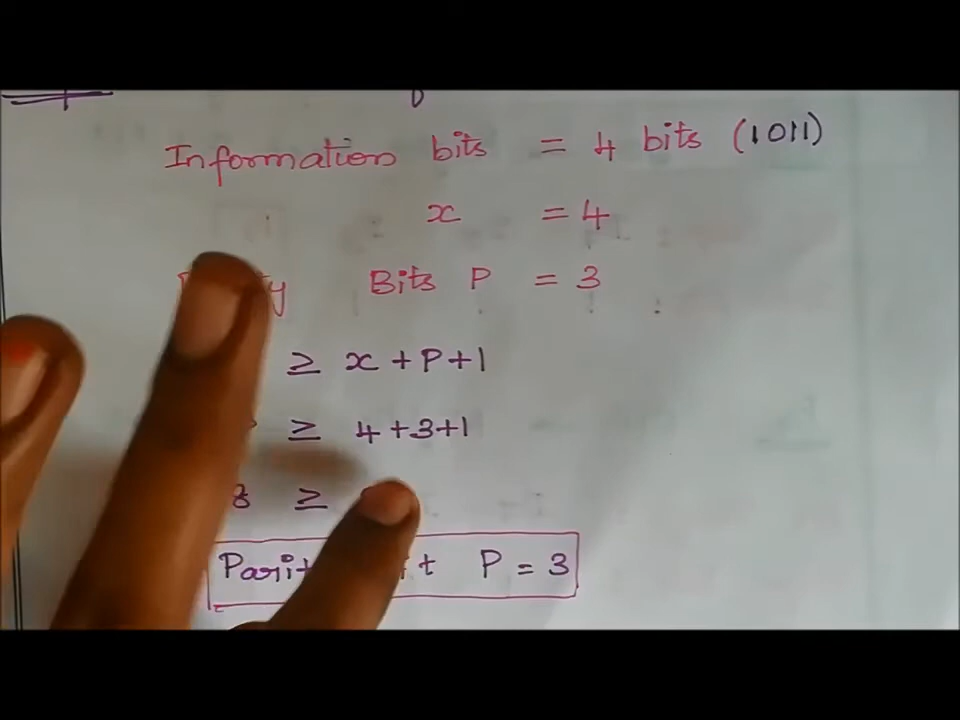 Information bits = 4 bits (1011)
x = 4
Bits P = 3
≥ x + P + 1
≥ 4 + 3 + 1
8 ≥
P = 3